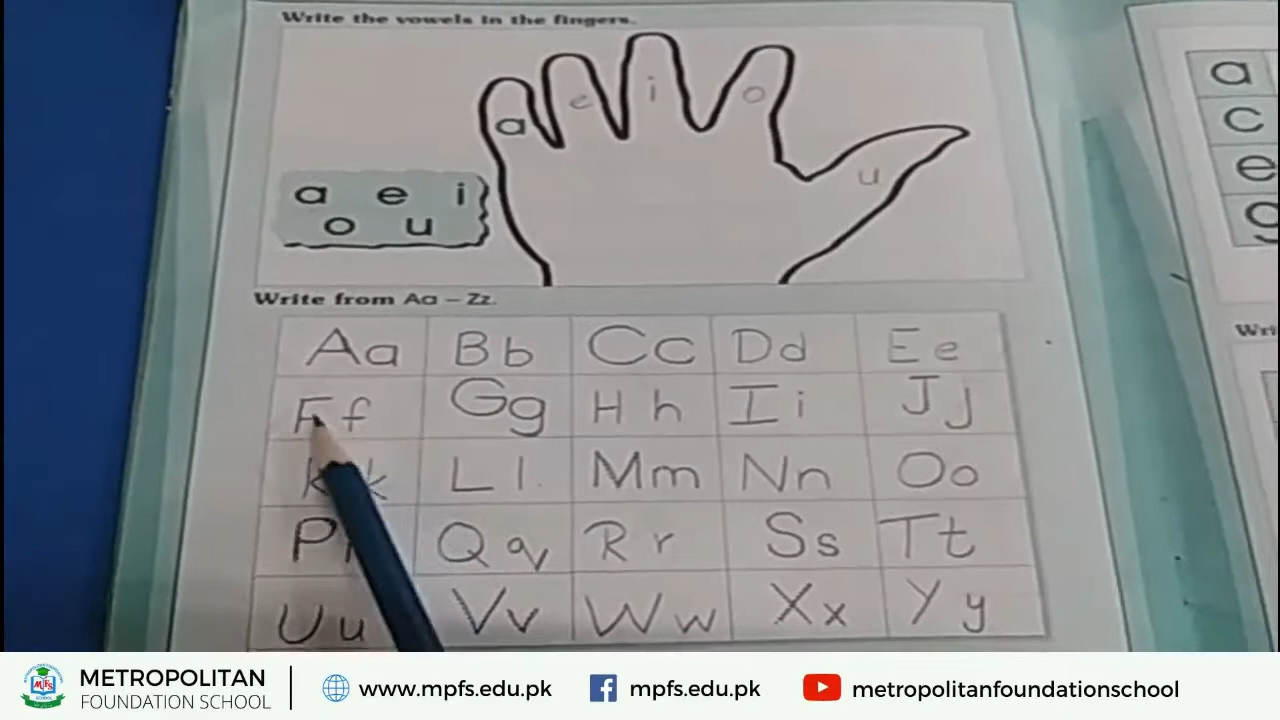 Write the vowels in the fingers.
a e i o u
a e i
o u
Write from Aa – Zz.
Aa Bb Cc Dd Ee
Ff Gg Hh Ii Jj
Kk Ll Mm Nn Oo
P Qq Rr Ss Tt
Uu Vv Ww Xx Yy
a
c
e
g
METROPOLITAN
FOUNDATION SCHOOL
www.mpfs.edu.pk
mpfs.edu.pk
metropolitanfoundationschool